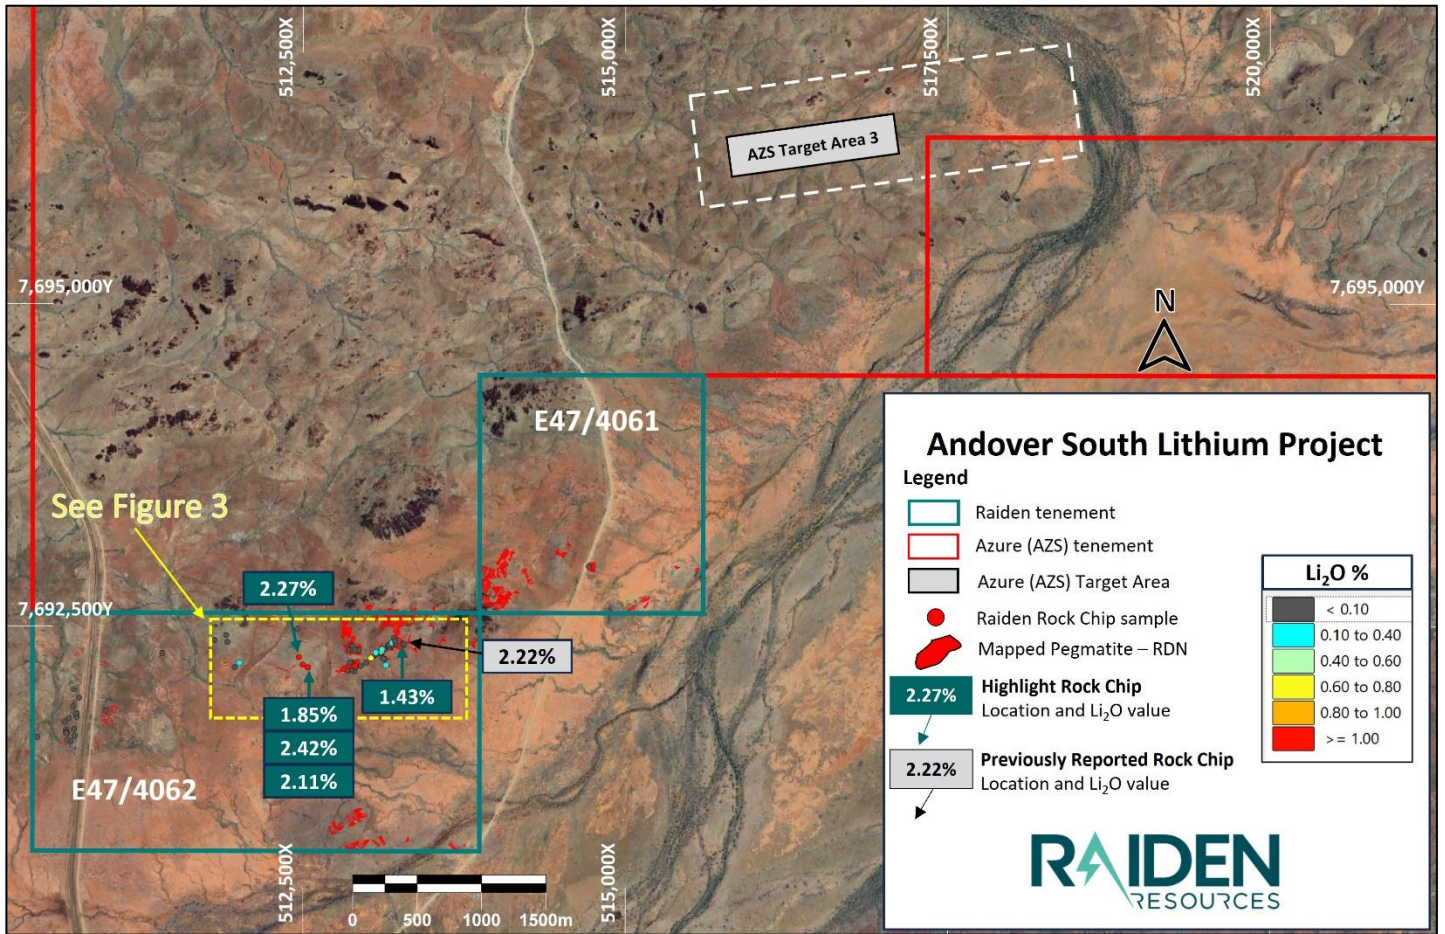 512,500X
515,000X
517,500X
520,000X
AZS Target Area 3
7,695,000Y
7,695,000Y
N
E47/4061
See Figure 3
2.27%
7,692,500Y
2.22%
1.43%
1.85%
2.42%
2.11%
E47/4062
512,500X
515,000X
0 500 1000 1500m
Andover South Lithium Project
Legend
Raiden tenement
Azure (AZS) tenement
Azure (AZS) Target Area
Raiden Rock Chip sample
Mapped Pegmatite – RDN
2.27% Highlight Rock Chip
Location and Li₂O value
2.22% Previously Reported Rock Chip
Location and Li₂O value
Li₂O %
< 0.10
0.10 to 0.40
0.40 to 0.60
0.60 to 0.80
0.80 to 1.00
>= 1.00
RAIDEN
RESOURCES